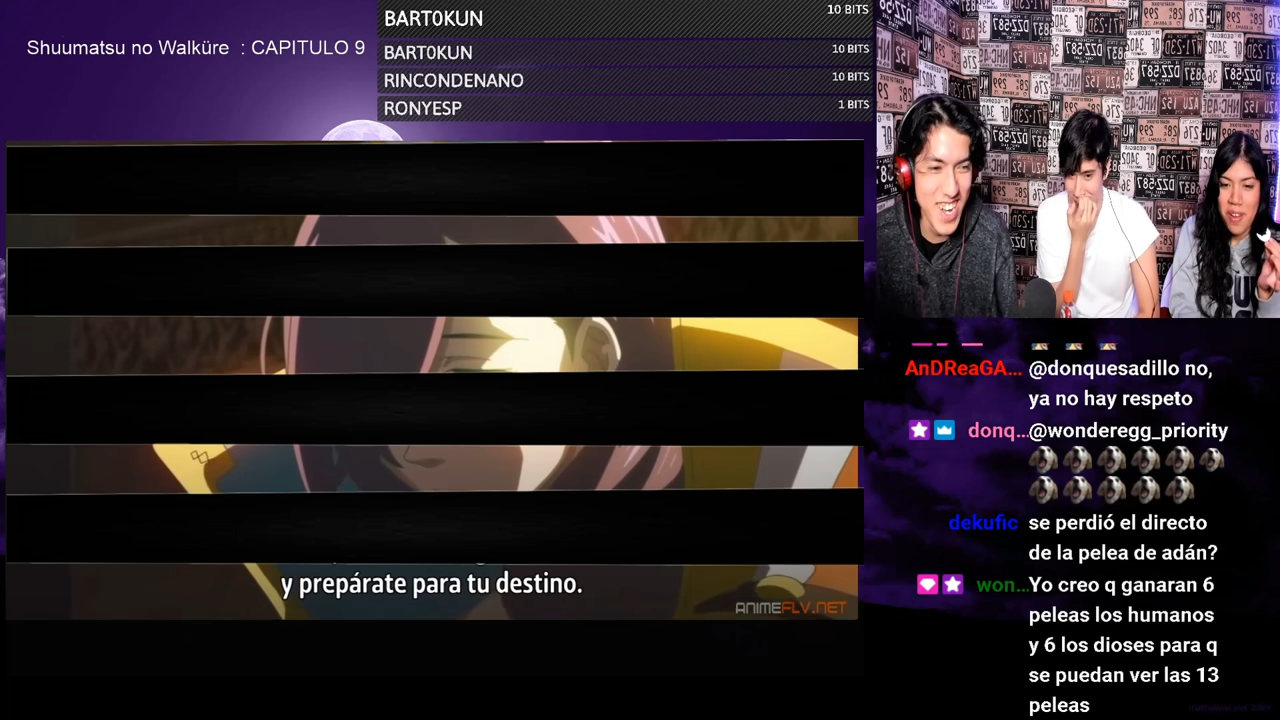 Shuumatsu no Walküre : CAPITULO 9
BART0KUN 10 BITS
BART0KUN 10 BITS
RINCONDENANO 10 BITS
RONYESP 1 BITS
y prepárate para tu destino.
ANIMEFLV.NET
AnDReaGA... @donquesadillo no,
ya no hay respeto
donq... @wonderegg_priority
dekufic se perdió el directo
de la pelea de adán?
won... Yo creo q ganaran 6
peleas los humanos
y 6 los dioses para q
se puedan ver las 13
peleas